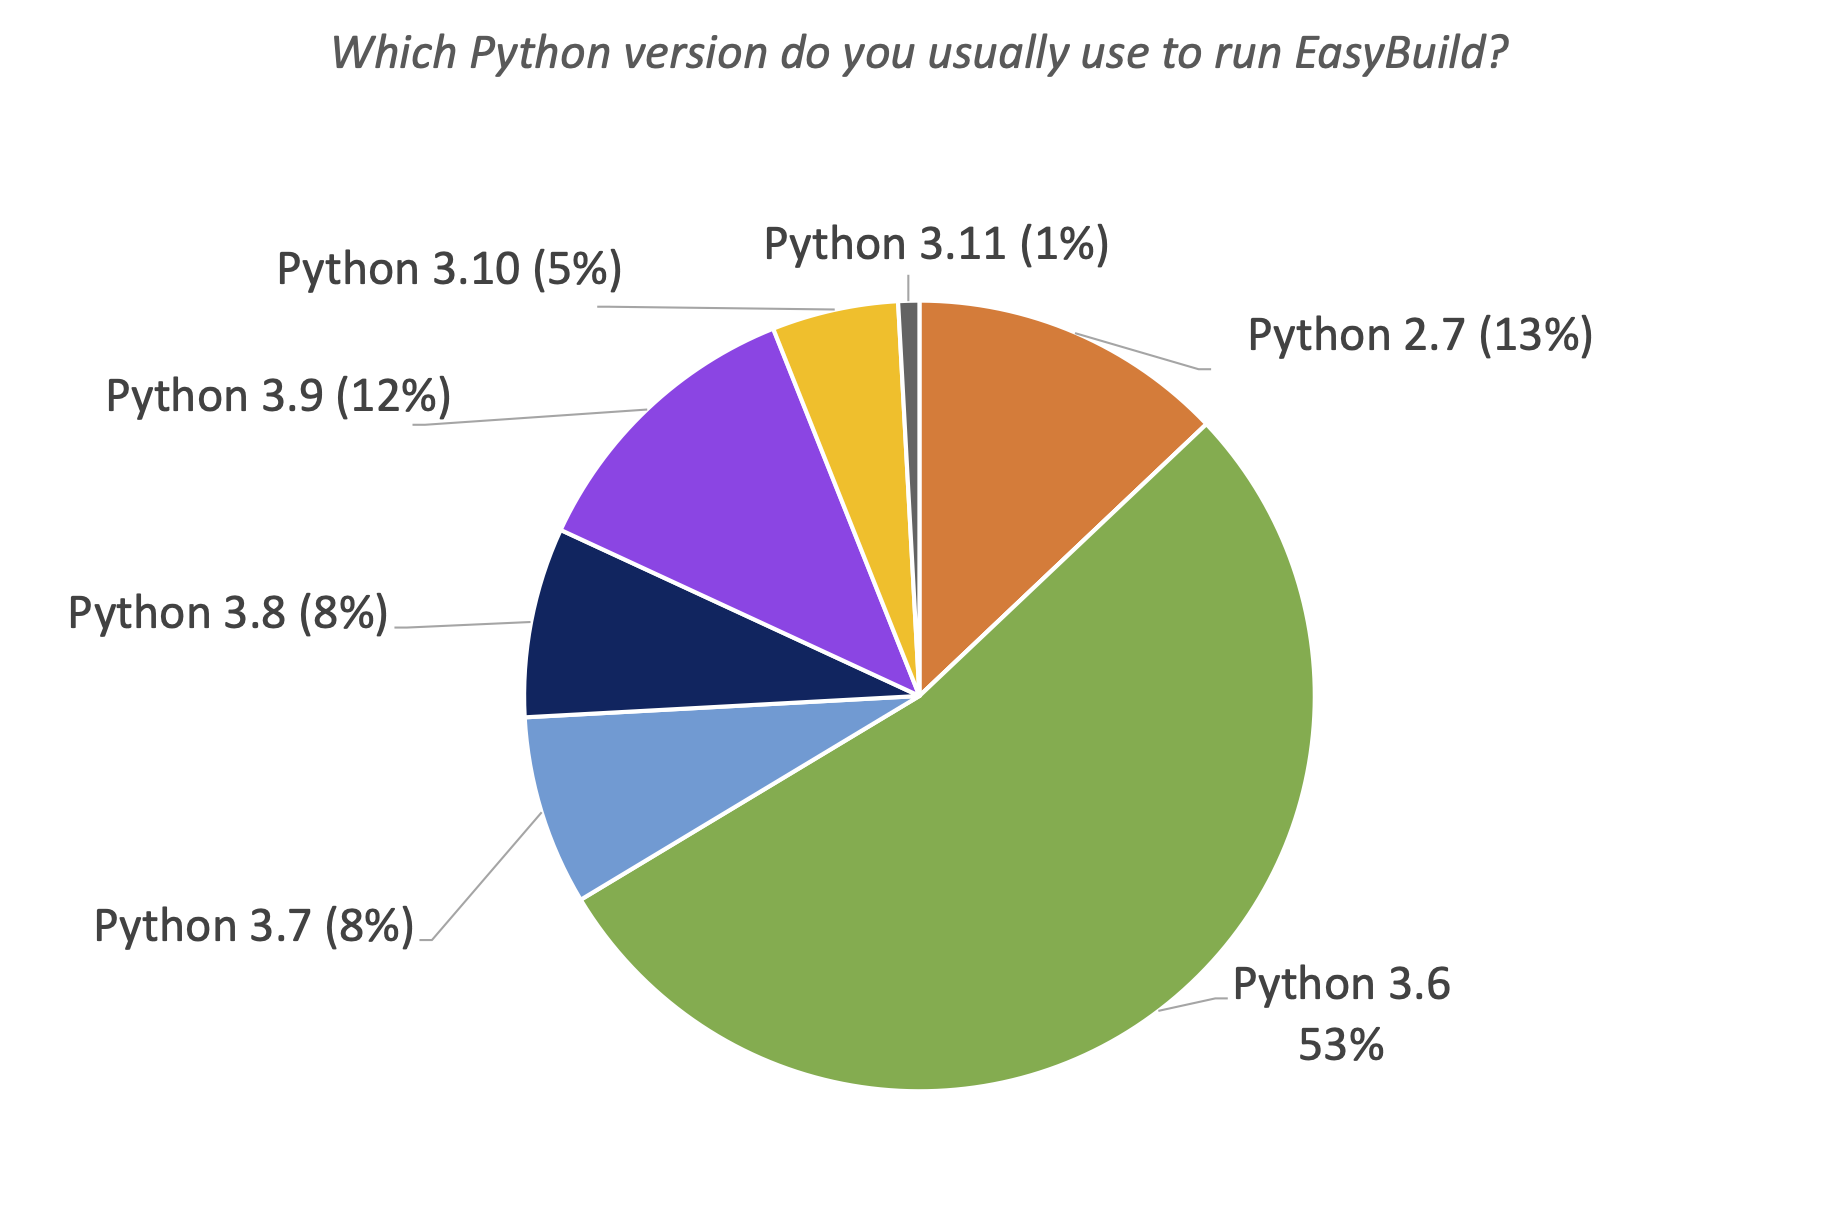 Which Python version do you usually use to run EasyBuild?
Python 3.11 (1%)
Python 3.10 (5%)
Python 2.7 (13%)
Python 3.9 (12%)
Python 3.8 (8%)
Python 3.7 (8%)
Python 3.6
53%